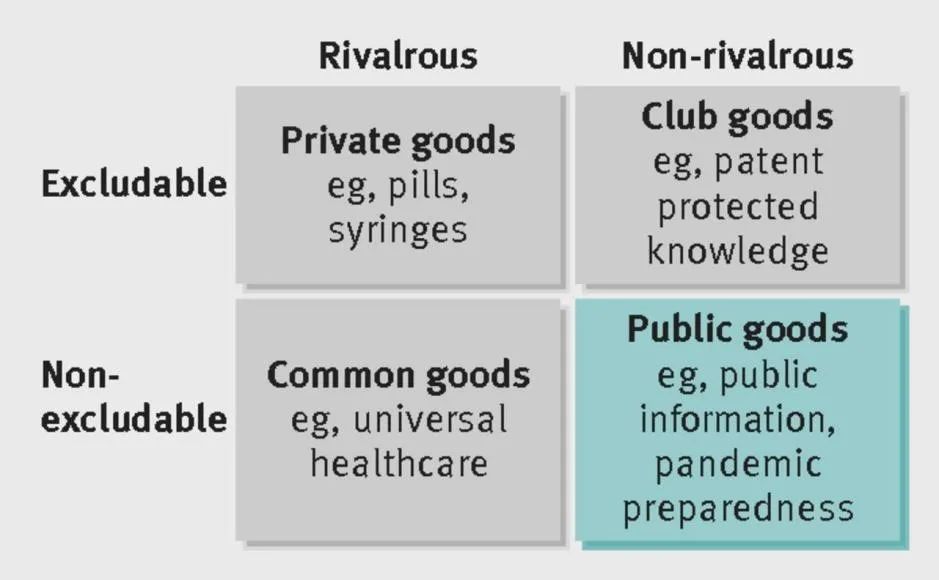 Rivalrous
Non-rivalrous
Excludable
Private goods
eg, pills,
syringes
Club goods
eg, patent
protected
knowledge
Non-
excludable
Common goods
eg, universal
healthcare
Public goods
eg, public
information,
pandemic
preparedness